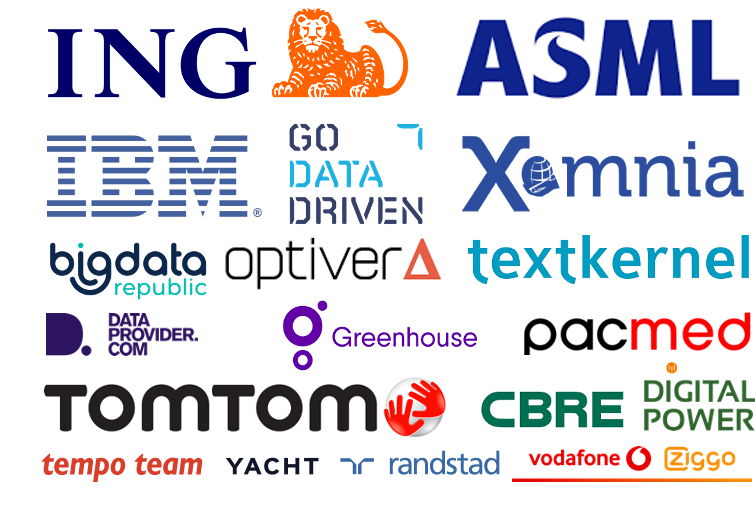 ING
ASML
IBM®
GO
DATA
DRIVEN
Xomnia
bigdata
republic
optiver
textkernel
DATA
PROVIDER.
COM
Greenhouse
pacmed
TOMTOM
CBRE
DIGITAL
POWER
tempo team
YACHT
randstad
vodafone
ziggo